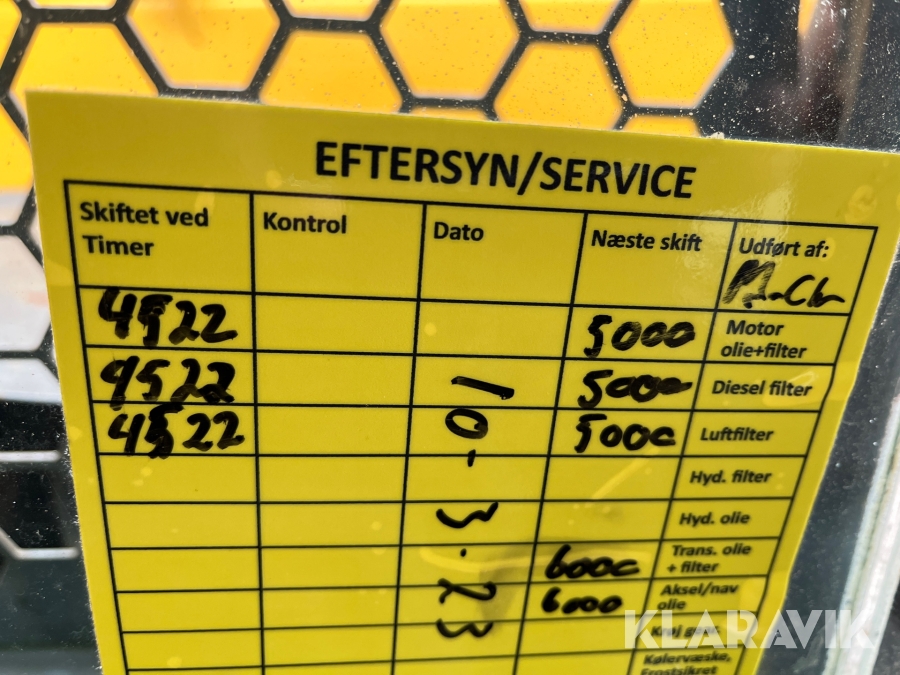 EFTERSYN/SERVICE
Skiftet ved Timer Kontrol Dato Næste skift Udført af:
4522 5000 Motor olie+filter
4522 5000 Diesel filter
4522 5000 Luftfilter
Hyd. filter
Hyd. olie
6000 Trans. olie + filter
6000 Aksel/nav olie
Kølervæske,
Frostsikret
10-3.23
KLARAVIK